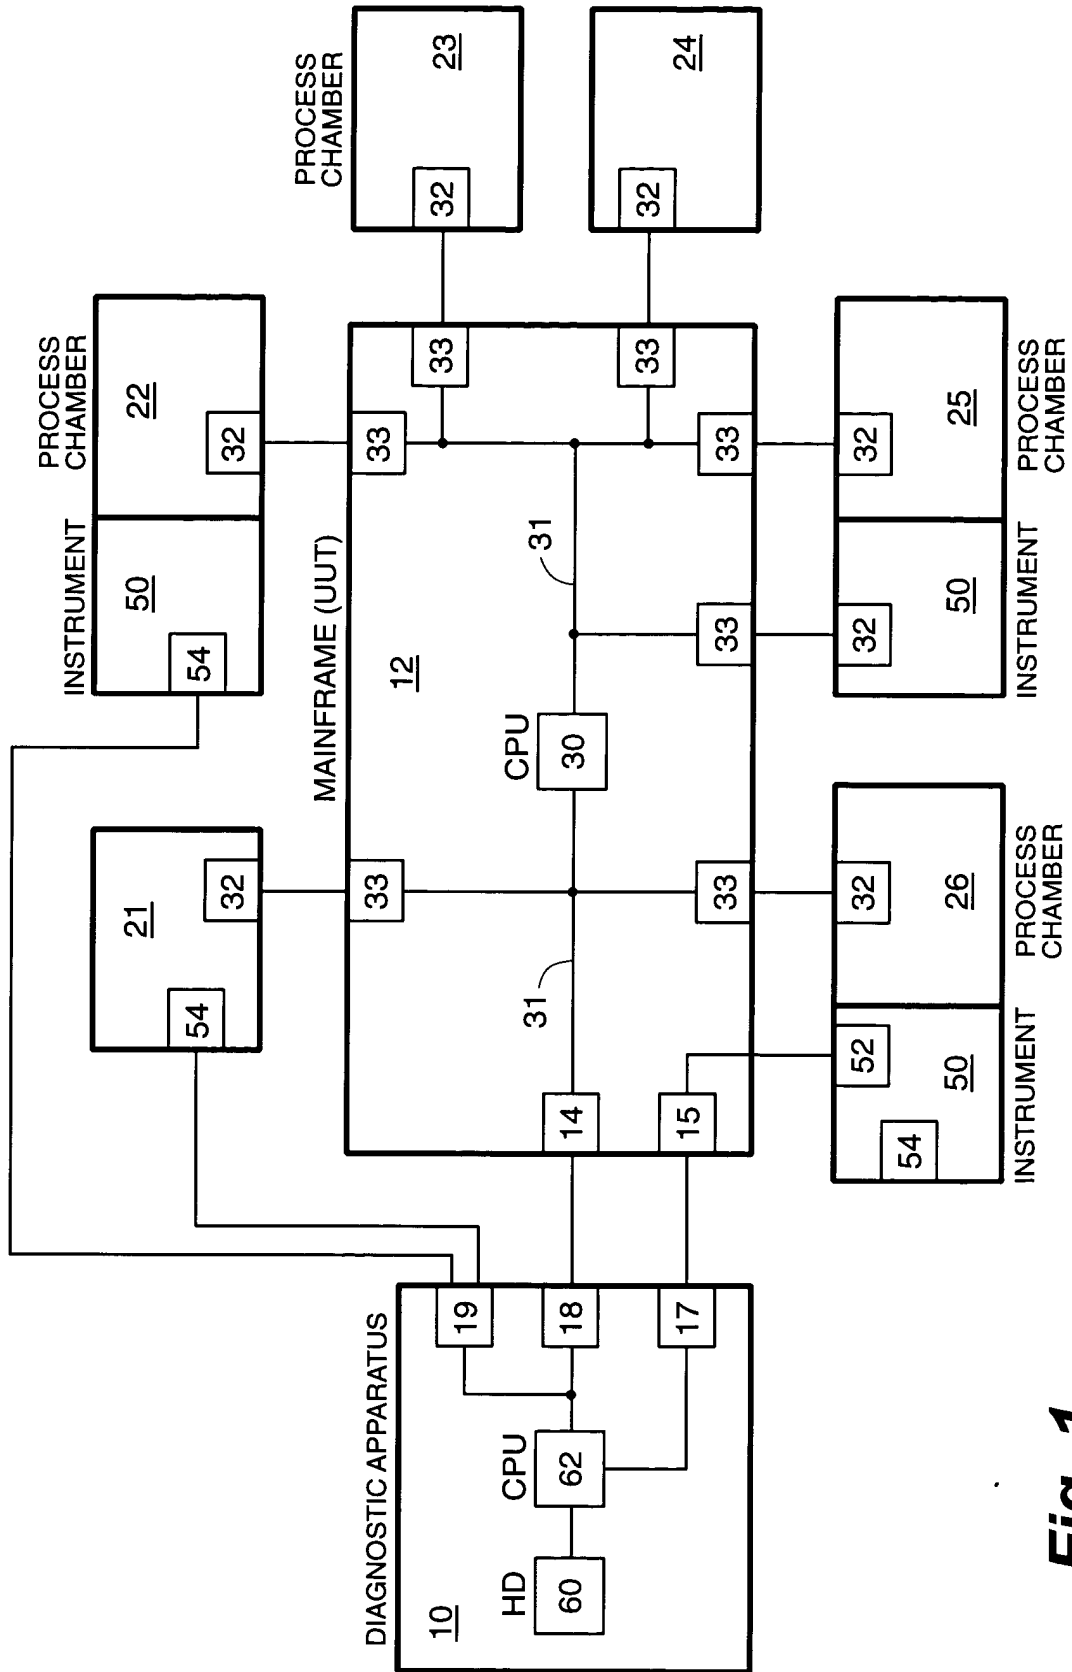 DIAGNOSTIC APPARATUS
10
HD
60
CPU
62
19
18
17
MAINFRAME (UUT)
12
14
15
31
CPU
30
31
33
33
33
33
33
33
33
21
54
32
INSTRUMENT
50
54
PROCESS
CHAMBER
22
32
PROCESS
CHAMBER
23
32
24
32
INSTRUMENT
50
54
52
PROCESS
CHAMBER
26
32
INSTRUMENT
50
32
PROCESS
CHAMBER
25
32
Fig. 1